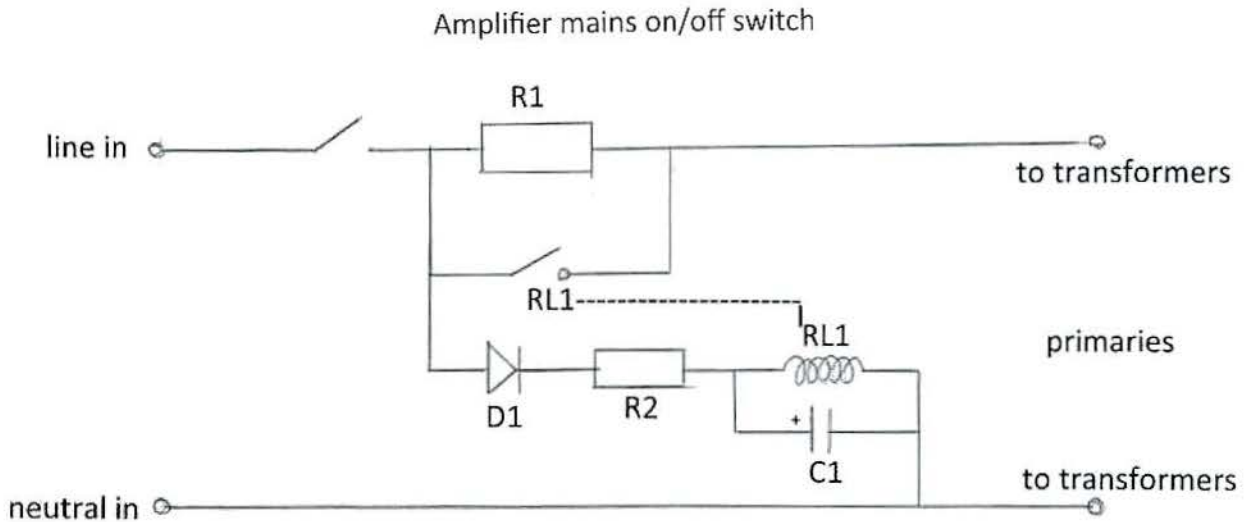 Amplifier mains on/off switch
R1
line in
to transformers
RL1
RL1
primaries
D1
R2
+
C1
to transformers
neutral in